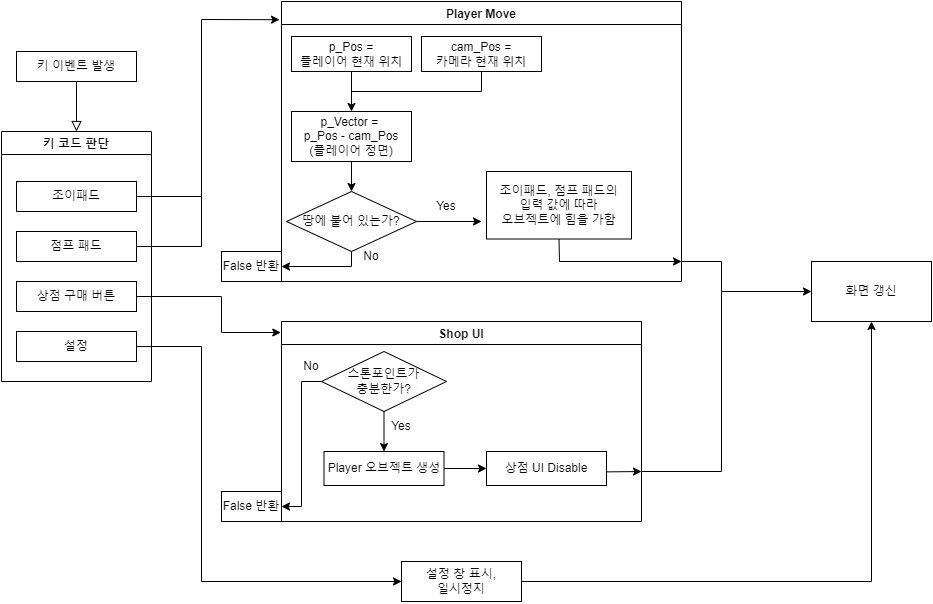 Player Move
p_Pos =
플레이어 현재 위치
cam_Pos =
카메라 현재 위치
키 이벤트 발생
p_Vector =
p_Pos - cam_Pos
(플레이어 정면)
키 코드 판단
조이패드
점프 패드
상점 구매 버튼
설정
땅에 붙어 있는가?
Yes
No
조이패드, 점프 패드의
입력 값에 따라
오브젝트에 힘을 가함
False 반환
화면 갱신
Shop UI
No
스톤포인트가
충분한가?
Yes
Player 오브젝트 생성
상점 UI Disable
False 반환
설정 창 표시,
일시정지